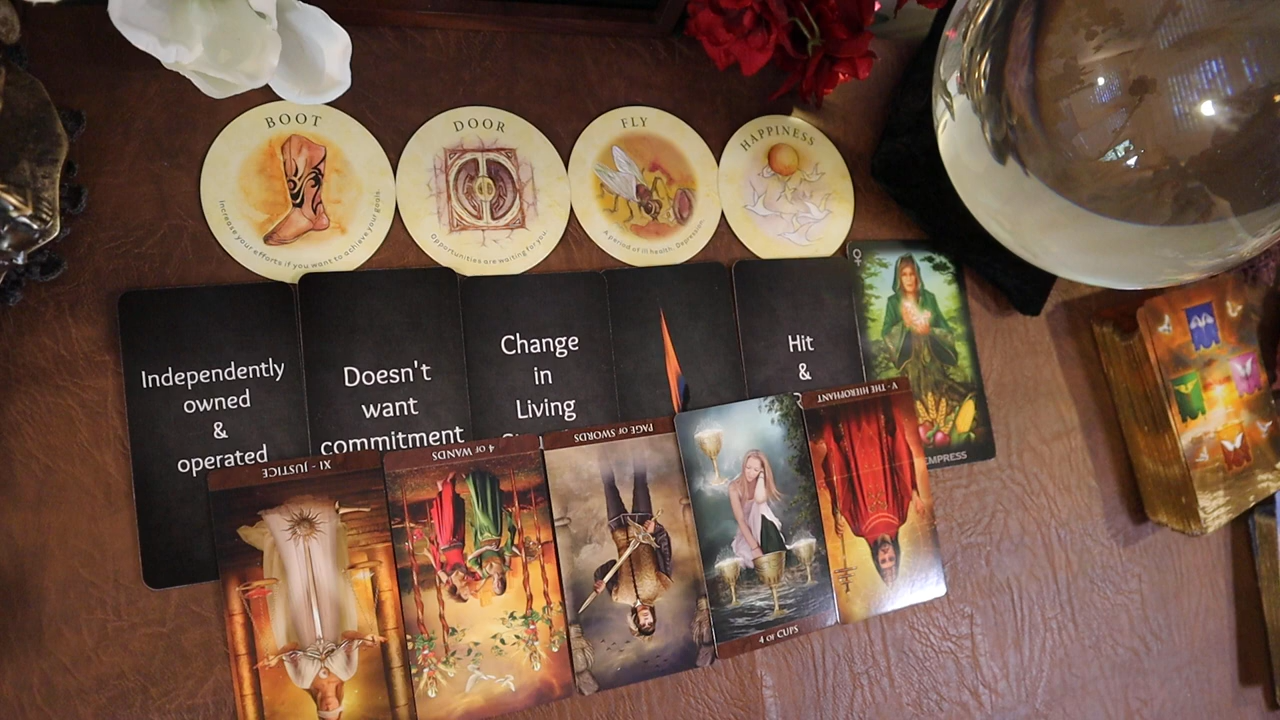 BOOT
Increase your efforts if you want to achieve your goals.
DOOR
Opportunities are waiting for you.
FLY
A period of ill health. Depression.
HAPPINESS
Independently
owned
&
operated
Doesn't
want
commitment
Change
in
Living
Hit
&
EMPRESS
XI - JUSTICE
4 OF WANDS
PAGE OF SWORDS
4 OF CUPS
V - THE HIEROPHANT